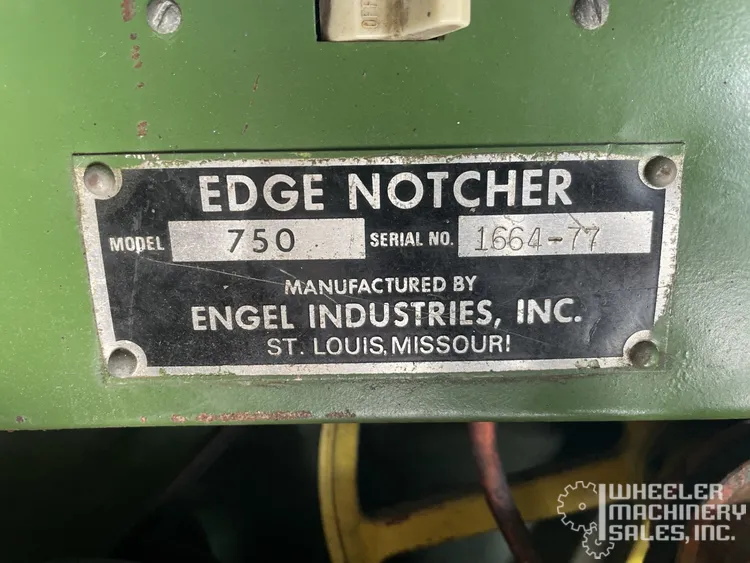 OFF
EDGE NOTCHER
MODEL 750 SERIAL NO. 1664-77
MANUFACTURED BY
ENGEL INDUSTRIES, INC.
ST. LOUIS, MISSOURI
WHEELER
MACHINERY
SALES, INC.